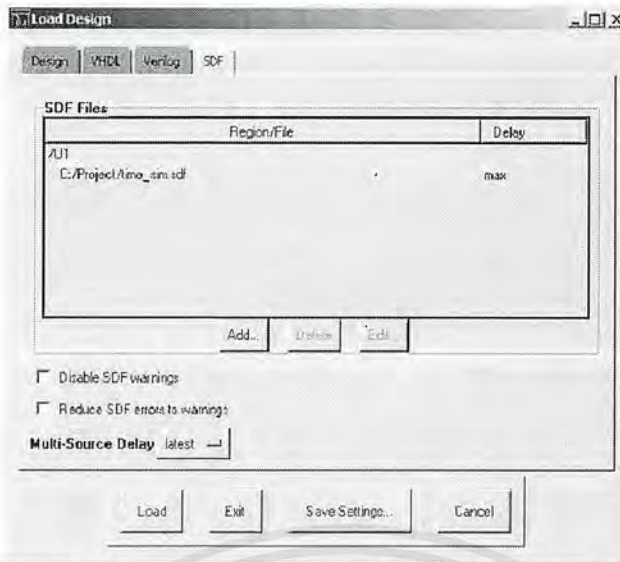 Load Design
Design VHDL Verilog SDF
SDF Files
Region/File Delay
/U1
C:/Project/time_sim.sdf max
Add... Delete Edit...
Disable SDF warnings
Reduce SDF errors to warnings
Multi-Source Delay latest
Load Exit Save Settings... Cancel